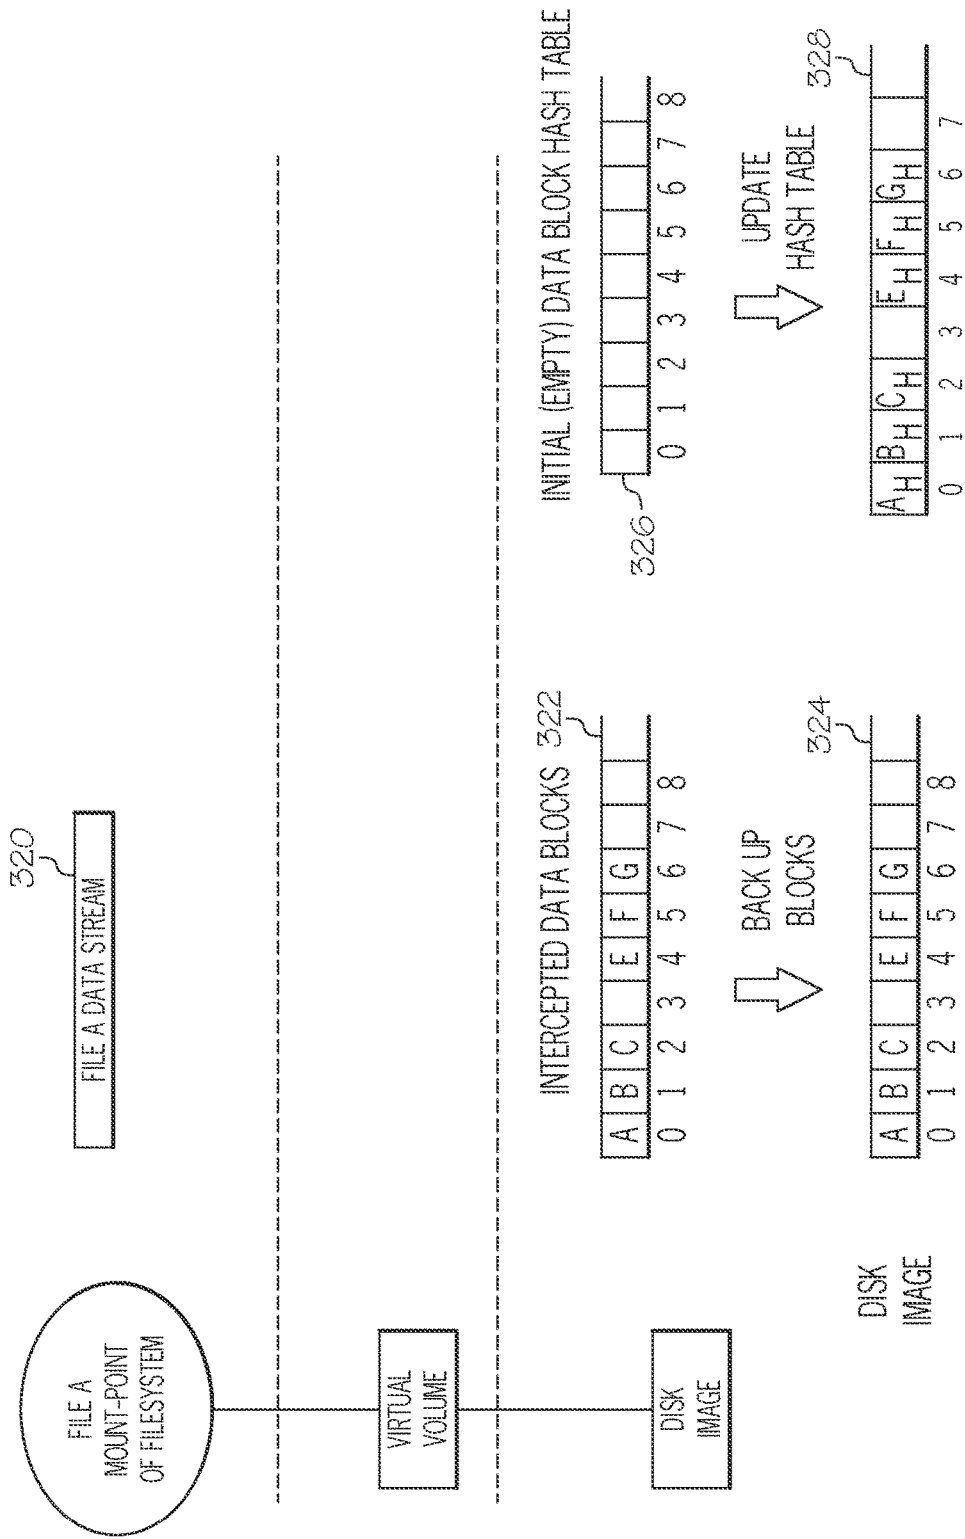 FILE A
MOUNT-POINT
OF FILESYSTEM
320
FILE A DATA STREAM
VIRTUAL
VOLUME
DISK
IMAGE
INTERCEPTED DATA BLOCKS 322
A B C E F G
0 1 2 3 4 5 6 7 8
BACK UP
BLOCKS
DISK
IMAGE
324
A B C E F G
0 1 2 3 4 5 6 7 8
INITIAL (EMPTY) DATA BLOCK HASH TABLE
326
0 1 2 3 4 5 6 7 8
UPDATE
HASH TABLE
328
AH BH CH EH FH GH
0 1 2 3 4 5 6 7